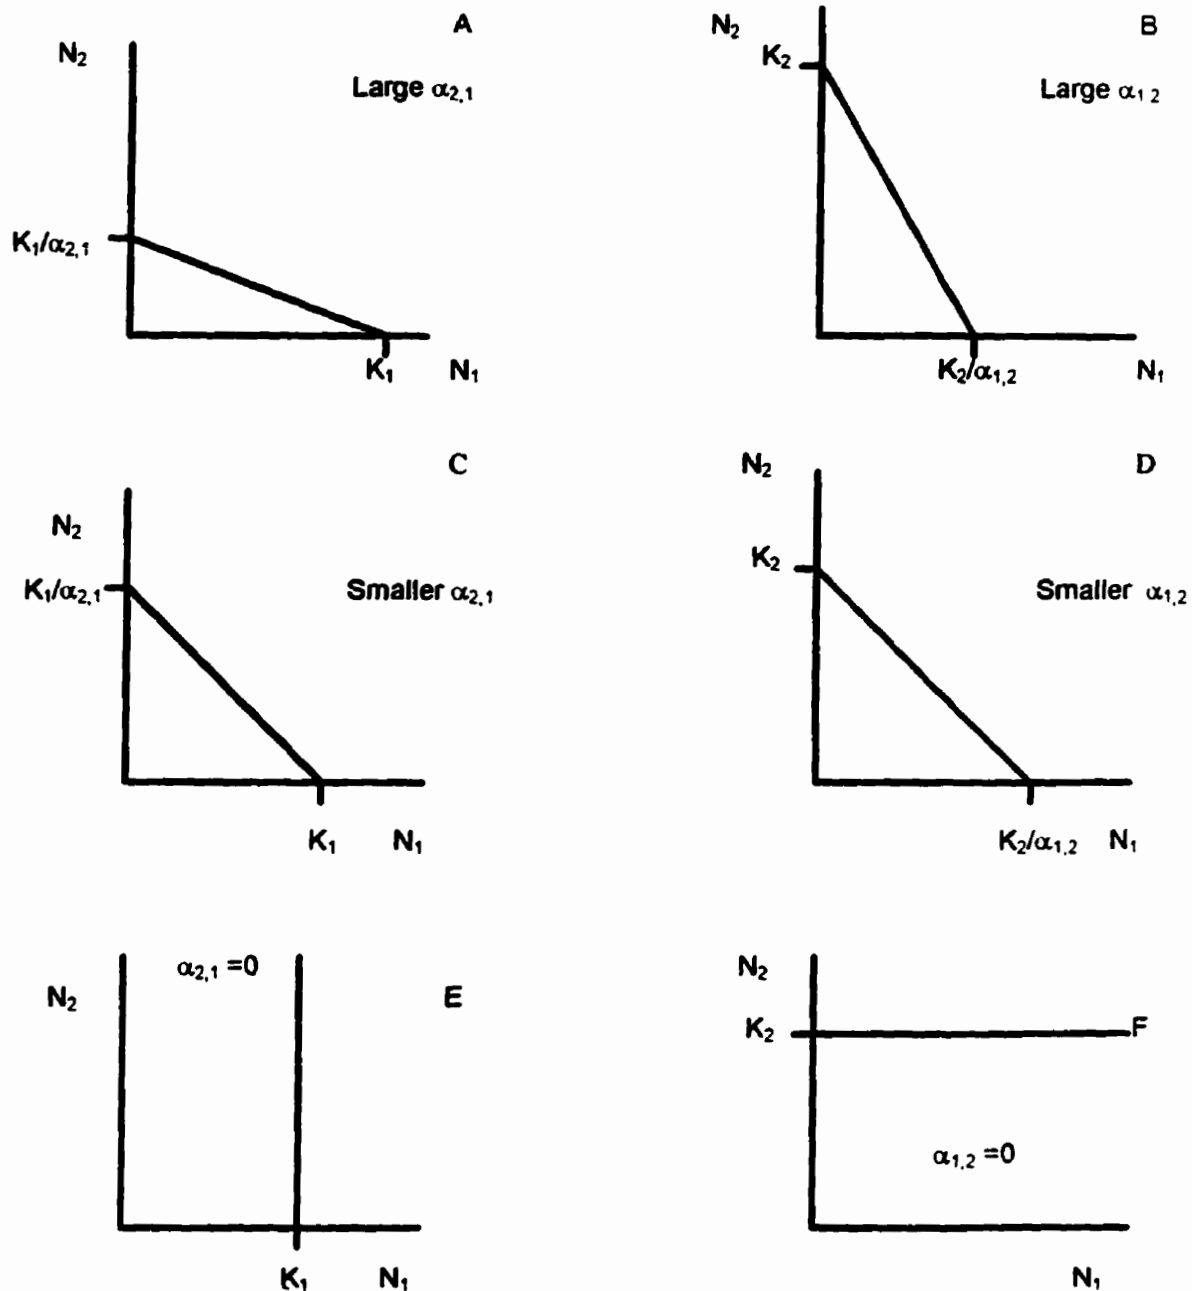 A
N₂
Large α₂,₁
K₁/α₂,₁
K₁
N₁
B
N₂
K₂
Large α₁ ₂
K₂/α₁,₂
N₁
C
N₂
K₁/α₂,₁
Smaller α₂,₁
K₁
N₁
D
N₂
K₂
Smaller α₁,₂
K₂/α₁,₂
N₁
E
α₂,₁ =0
N₂
K₁
N₁
N₂
K₂
F
α₁,₂ =0
N₁